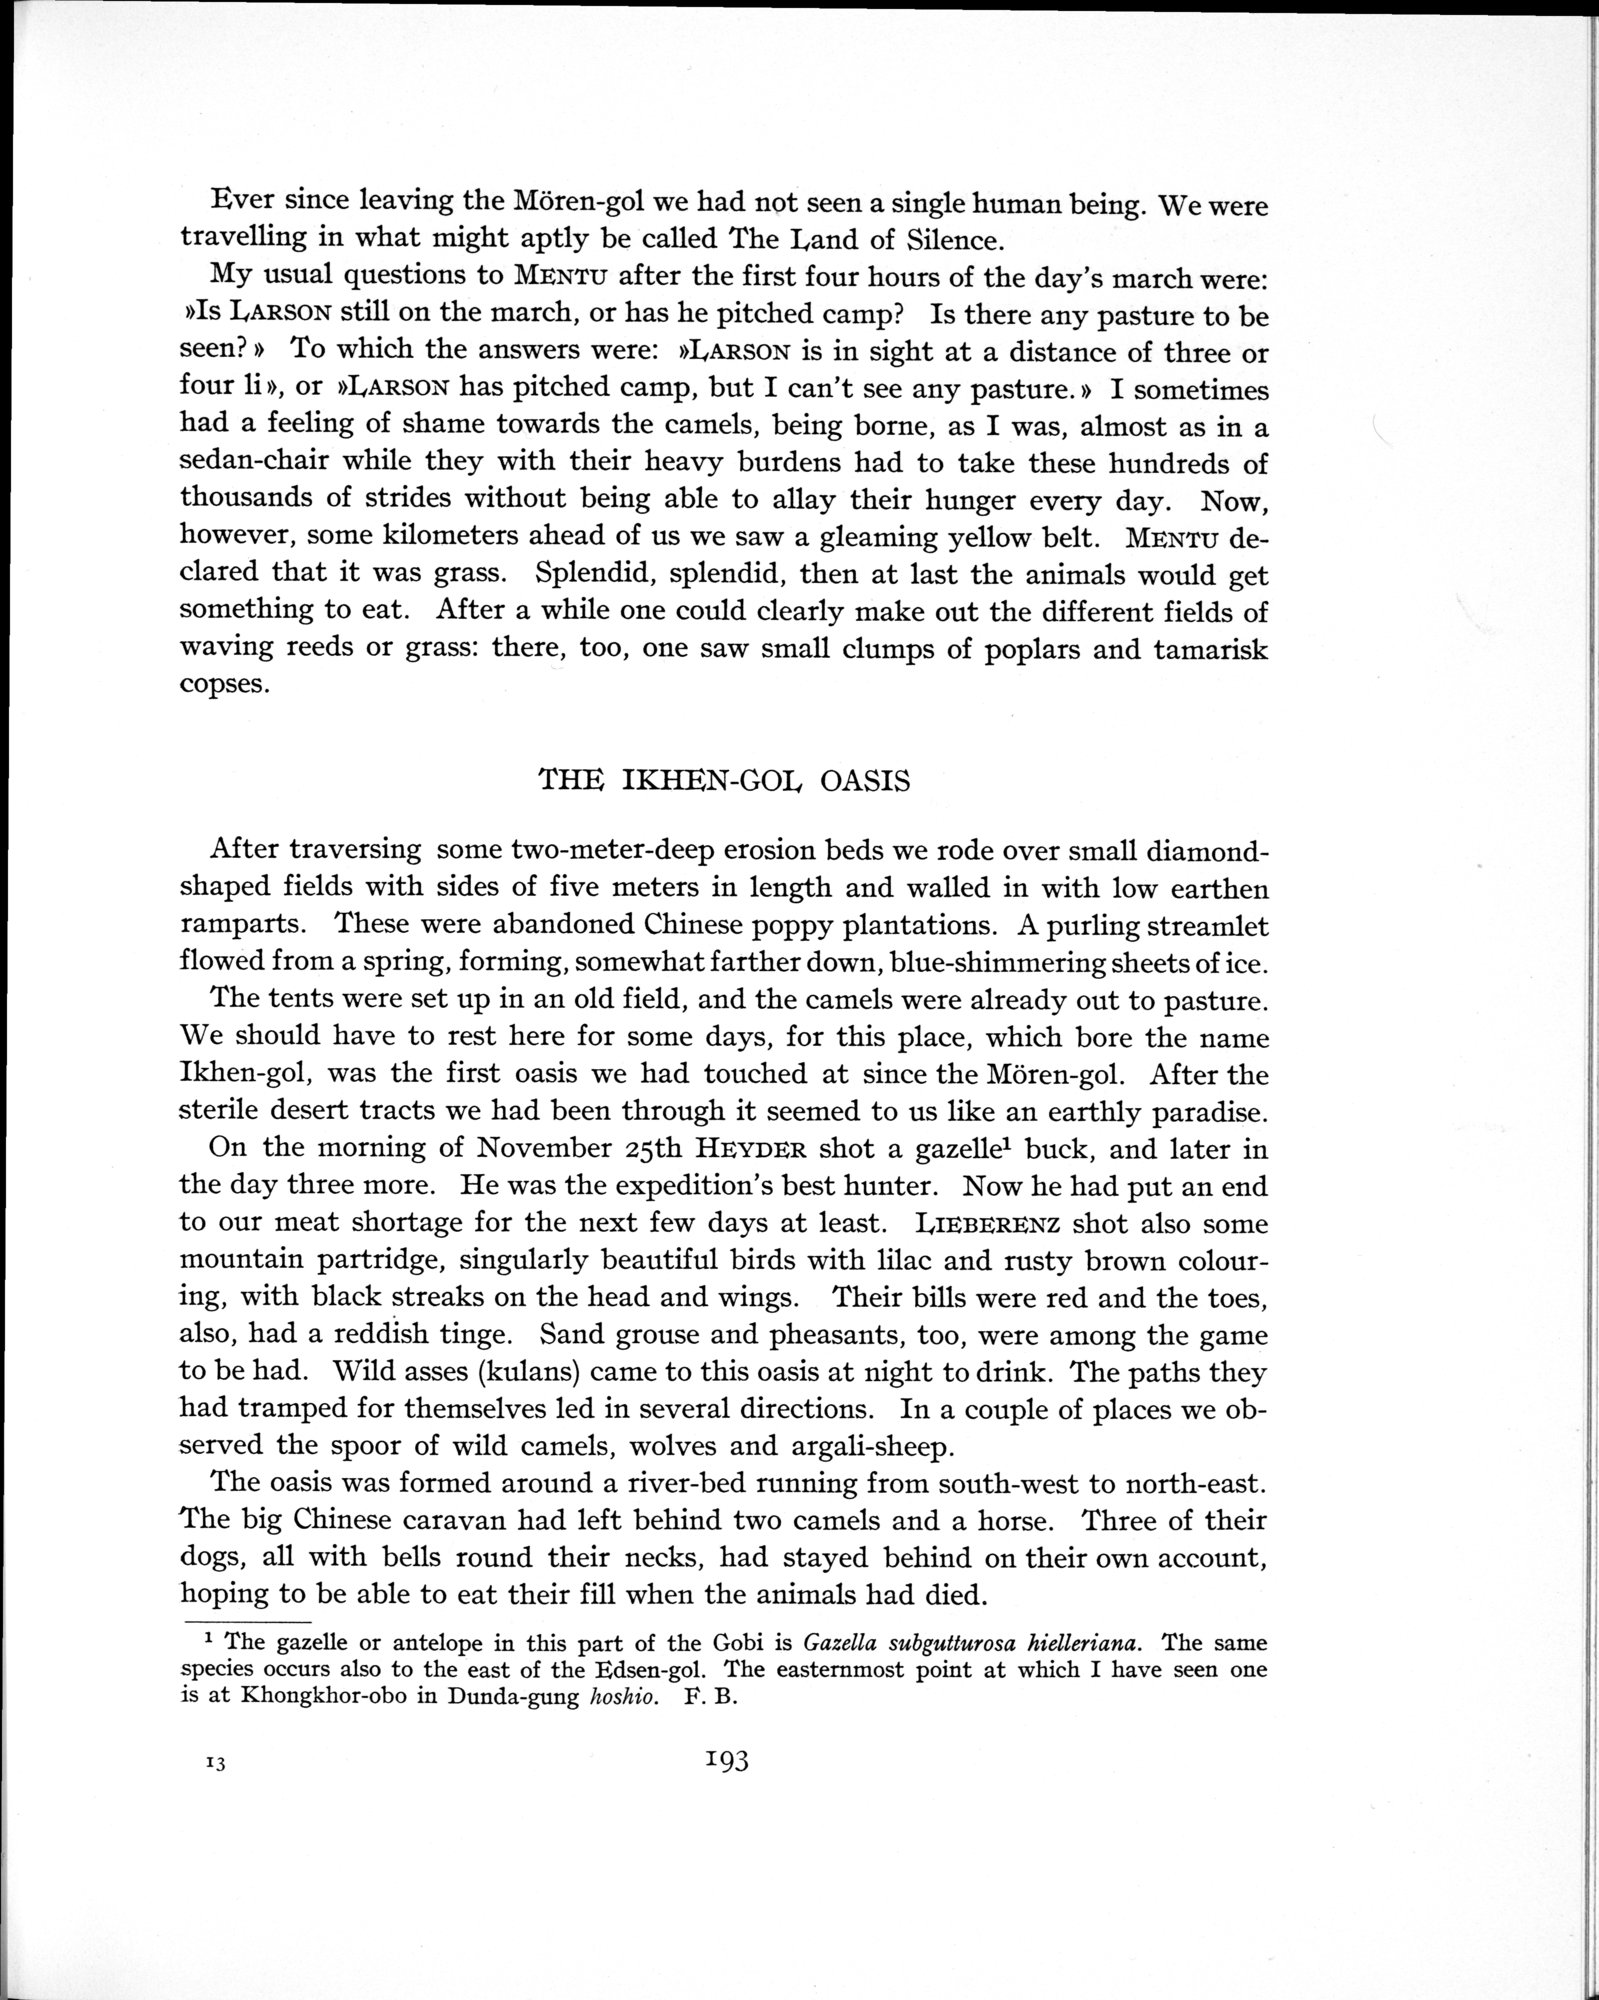 Ever since leaving the Mören-gol we had not seen a single human being. We were
travelling in what might aptly be called The Land of Silence.
My usual questions to MENTU after the first four hours of the day's march were:
»Is LARSON still on the march, or has he pitched camp? Is there any pasture to be
seen?» To which the answers were: »LARSON is in sight at a distance of three or
four li», or »LARSON has pitched camp, but I can't see any pasture.» I sometimes
had a feeling of shame towards the camels, being borne, as I was, almost as in a
sedan-chair while they with their heavy burdens had to take these hundreds of
thousands of strides without being able to allay their hunger every day. Now,
however, some kilometers ahead of us we saw a gleaming yellow belt. MENTU de-
clared that it was grass. Splendid, splendid, then at last the animals would get
something to eat. After a while one could clearly make out the different fields of
waving reeds or grass: there, too, one saw small clumps of poplars and tamarisk
copses.
THE IKHEN-GOL OASIS
After traversing some two-meter-deep erosion beds we rode over small diamond-
shaped fields with sides of five meters in length and walled in with low earthen
ramparts. These were abandoned Chinese poppy plantations. A purling streamlet
flowed from a spring, forming, somewhat farther down, blue-shimmering sheets of ice.
The tents were set up in an old field, and the camels were already out to pasture.
We should have to rest here for some days, for this place, which bore the name
Ikhen-gol, was the first oasis we had touched at since the Mören-gol. After the
sterile desert tracts we had been through it seemed to us like an earthly paradise.
On the morning of November 25th HEYDER shot a gazelle¹ buck, and later in
the day three more. He was the expedition's best hunter. Now he had put an end
to our meat shortage for the next few days at least. LIEBERENZ shot also some
mountain partridge, singularly beautiful birds with lilac and rusty brown colour-
ing, with black streaks on the head and wings. Their bills were red and the toes,
also, had a reddish tinge. Sand grouse and pheasants, too, were among the game
to be had. Wild asses (kulans) came to this oasis at night to drink. The paths they
had tramped for themselves led in several directions. In a couple of places we ob-
served the spoor of wild camels, wolves and argali-sheep.
The oasis was formed around a river-bed running from south-west to north-east.
The big Chinese caravan had left behind two camels and a horse. Three of their
dogs, all with bells round their necks, had stayed behind on their own account,
hoping to be able to eat their fill when the animals had died.
¹ The gazelle or antelope in this part of the Gobi is Gazella subgutturosa hielleriana. The same
species occurs also to the east of the Edsen-gol. The easternmost point at which I have seen one
is at Khongkhor-obo in Dunda-gung hoshio. F. B.
13
193